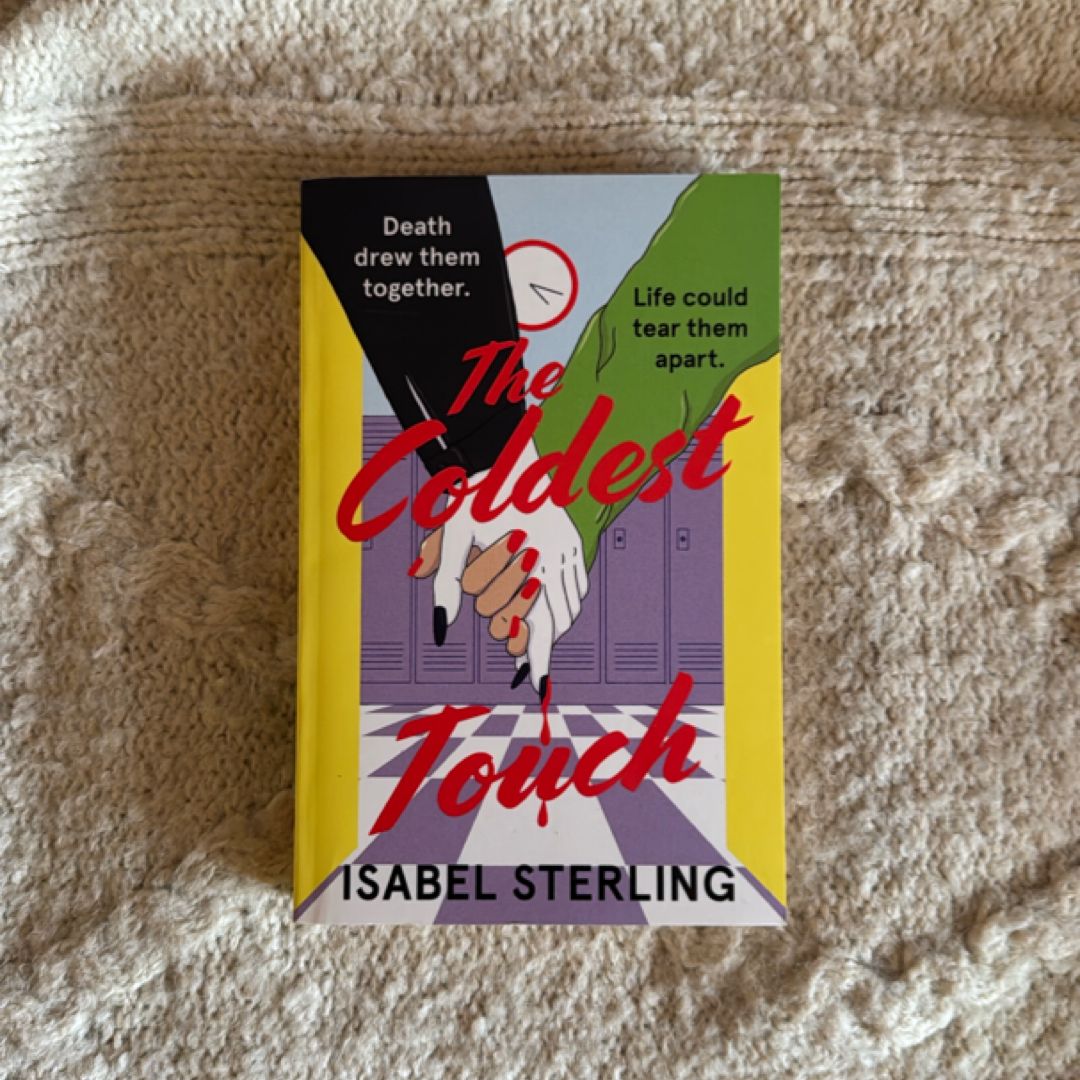 Death
drew them
together.
Life could
tear them
apart.
The
Coldest
Touch
ISABEL STERLING